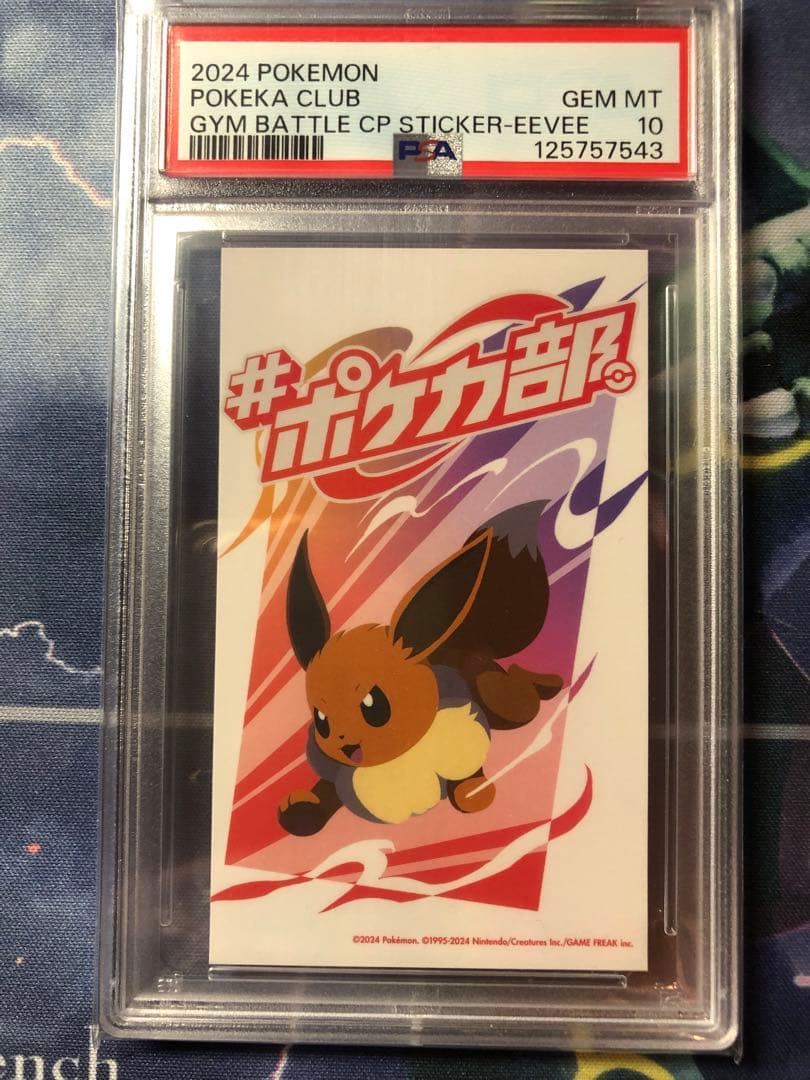 2024 POKEMON
POKEKA CLUB GEM MT
GYM BATTLE CP STICKER-EEVEE 10
PSA 125757543
#ポケカ部
©2024 Pokémon. ©1995-2024 Nintendo/Creatures Inc./GAME FREAK inc.
ench